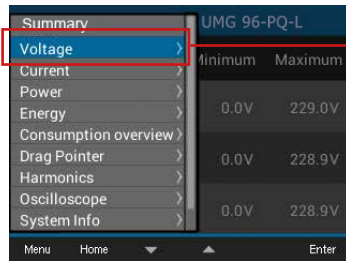 Summary
UMG 96-PQ-L
Voltage
Minimum Maximum
Current
Power
Energy
0.0V 229.0V
Consumption overview
Drag Pointer
0.0V 228.9V
Harmonics
Oscilloscope
0.0V 228.9V
System Info
Menu Home Enter